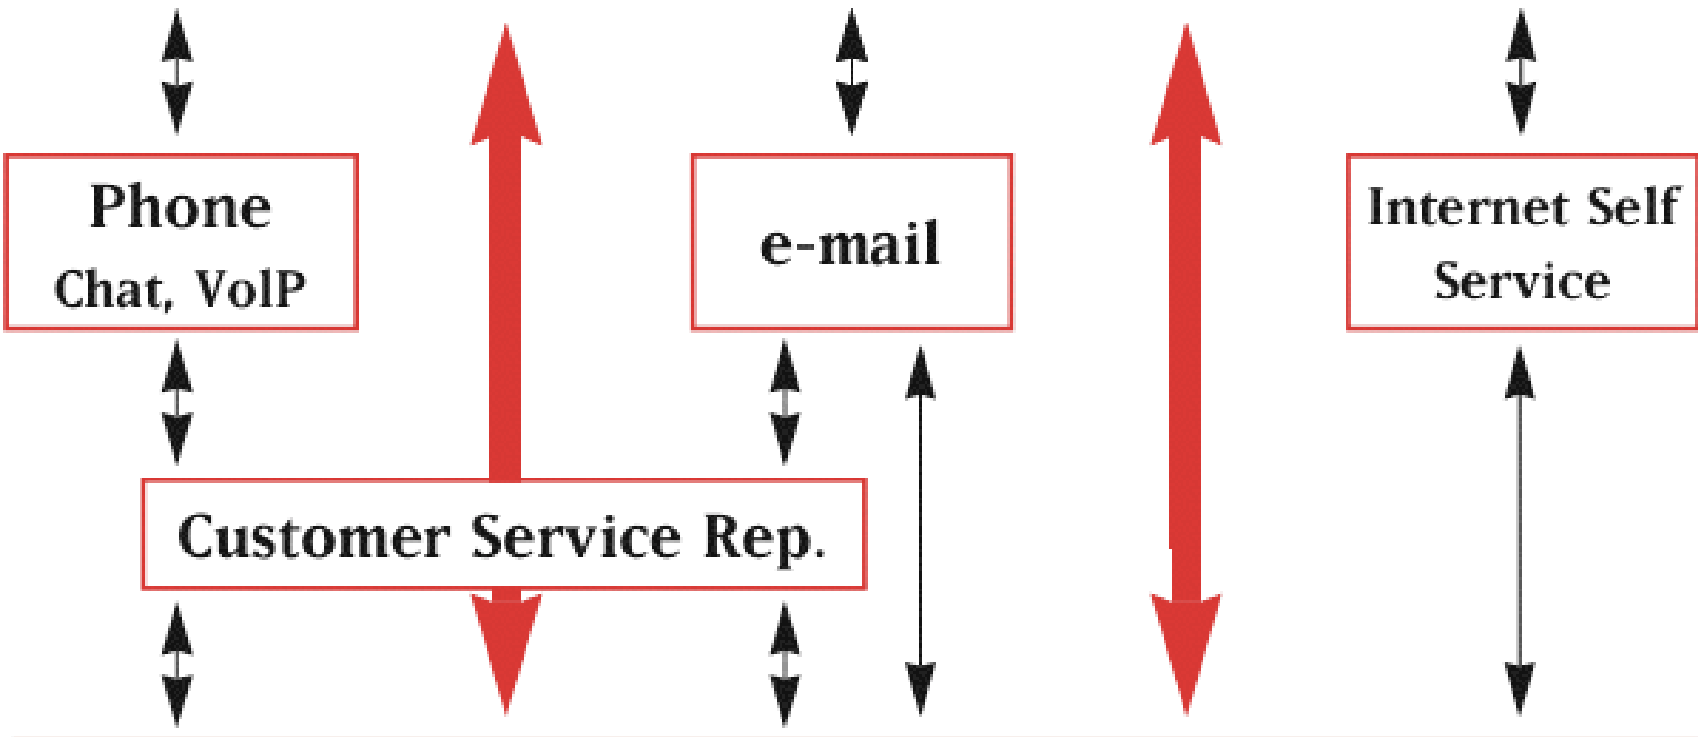 Phone
Chat, VoIP
e-mail
Internet Self
Service
Customer Service Rep.